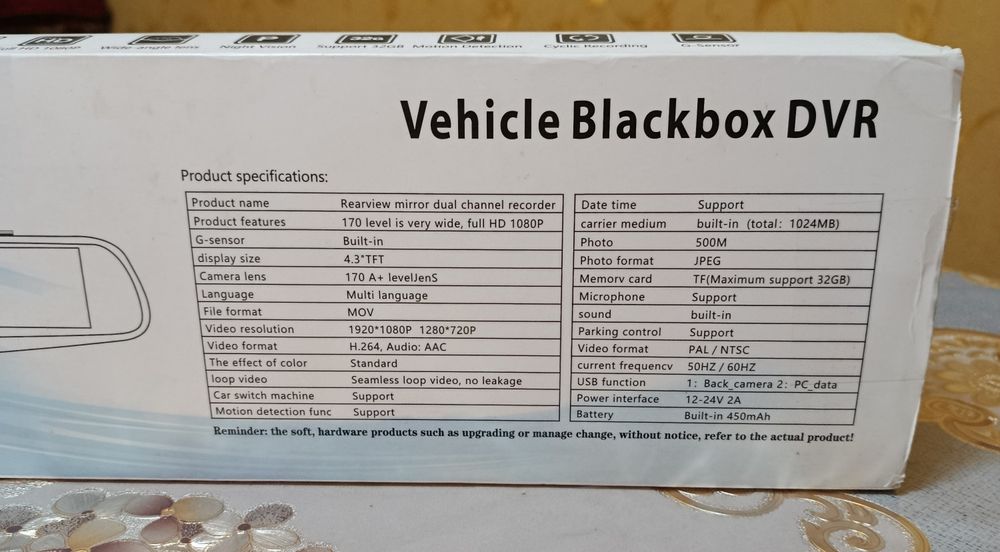 Full HD 1080P Wide-angle lens Night Vision Support 32GB Motion Detection Cyclic Recording G-Sensor
Vehicle Blackbox DVR
Product specifications:
Product name Rearview mirror dual channel recorder
Product features 170 level is very wide, full HD 1080P
G-sensor Built-in
display size 4.3"TFT
Camera lens 170 A+ levelJenS
Language Multi language
File format MOV
Video resolution 1920*1080P 1280*720P
Video format H.264, Audio: AAC
The effect of color Standard
loop video Seamless loop video, no leakage
Car switch machine Support
Motion detection func Support
Date time Support
carrier medium built-in (total: 1024MB)
Photo 500M
Photo format JPEG
Memory card TF(Maximum support 32GB)
Microphone Support
sound built-in
Parking control Support
Video format PAL / NTSC
current frequency 50HZ / 60HZ
USB function 1: Back_camera 2: PC_data
Power interface 12-24V 2A
Battery Built-in 450mAh
Reminder: the soft, hardware products such as upgrading or manage change, without notice, refer to the actual product!